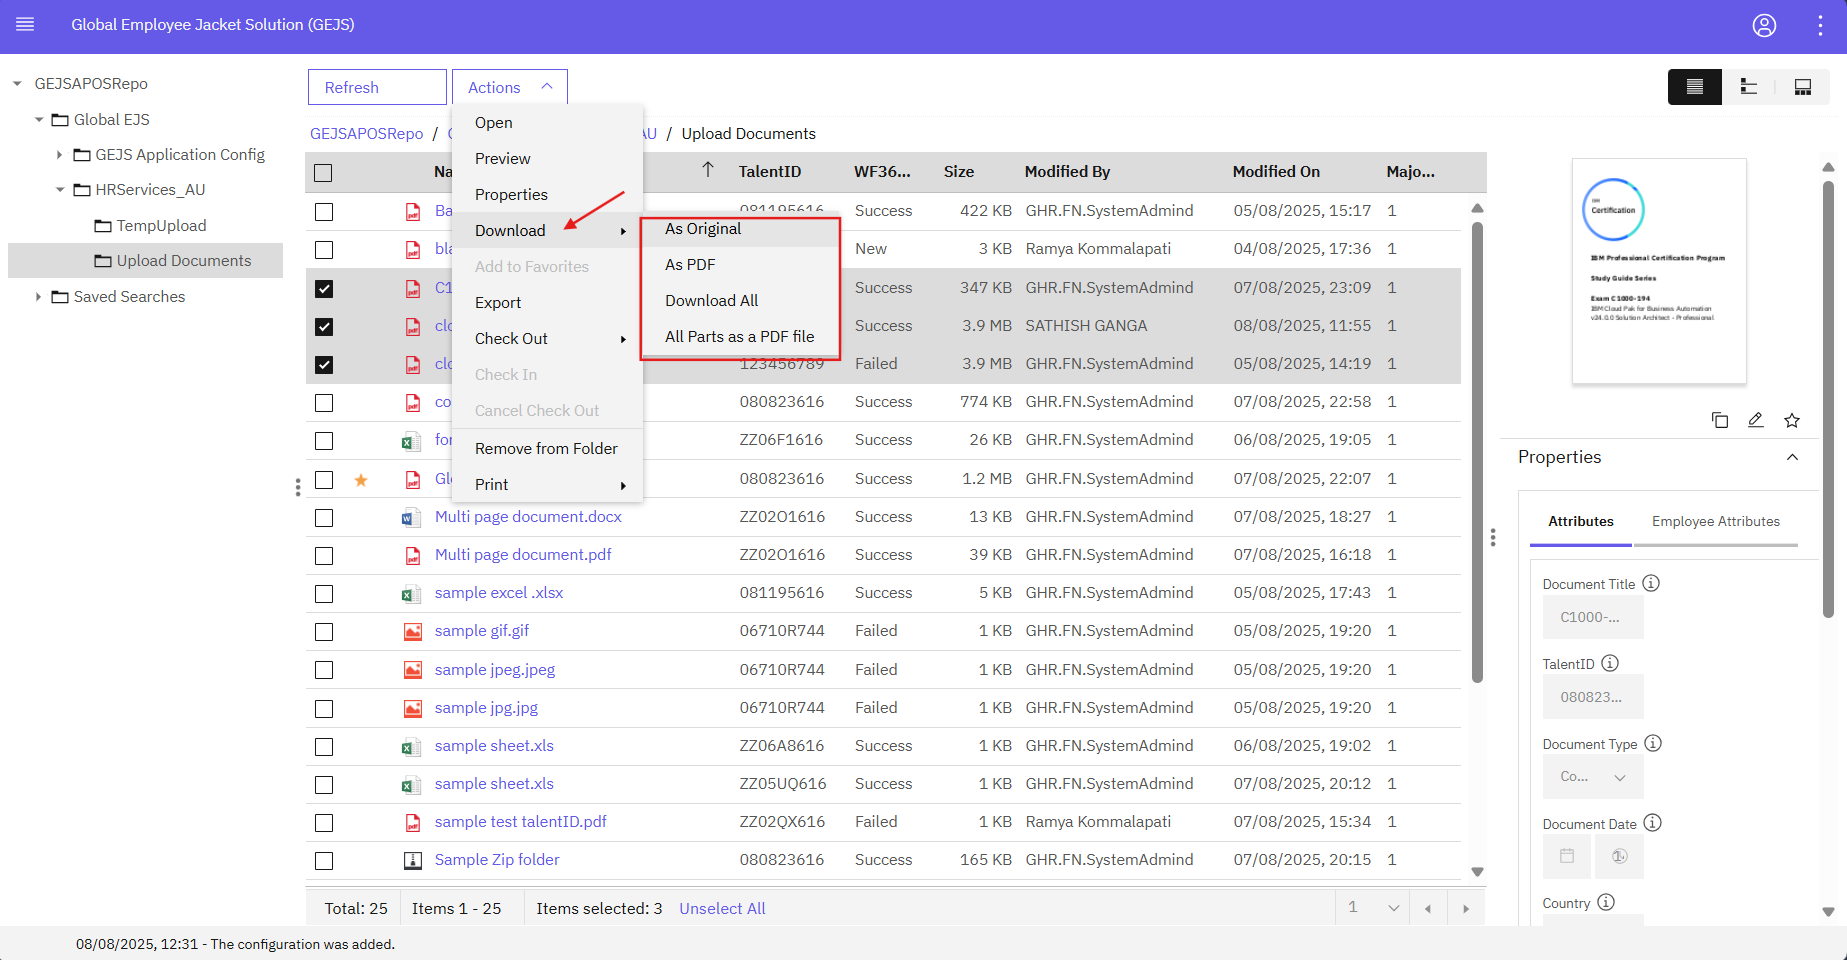 Global Employee Jacket Solution (GEJS)
GEJSAPOSRepo
Global EJS
GEJS Application Config
HRServices_AU
TempUpload
Upload Documents
Saved Searches
Refresh
Actions
GEJSAPOSRepo / AU / Upload Documents
Open
Preview
Properties
Download
Add to Favorites
Export
Check Out
Check In
Cancel Check Out
Remove from Folder
Print
As Original
As PDF
Download All
All Parts as a PDF file
Na TalentID WF36... Size Modified By Modified On Majo...
Ba 081195616 Success 422 KB GHR.FN.SystemAdmind 05/08/2025, 15:17 1
bla New 3 KB Ramya Kommalapati 04/08/2025, 17:36 1
C1 Success 347 KB GHR.FN.SystemAdmind 07/08/2025, 23:09 1
clo Success 3.9 MB SATHISH GANGA 08/08/2025, 11:55 1
clo 123456789 Failed 3.9 MB GHR.FN.SystemAdmind 05/08/2025, 14:19 1
co 080823616 Success 774 KB GHR.FN.SystemAdmind 07/08/2025, 22:58 1
for ZZ06F1616 Success 26 KB GHR.FN.SystemAdmind 06/08/2025, 19:05 1
Gl 080823616 Success 1.2 MB GHR.FN.SystemAdmind 07/08/2025, 22:07 1
Multi page document.docx ZZ02O1616 Success 13 KB GHR.FN.SystemAdmind 07/08/2025, 18:27 1
Multi page document.pdf ZZ02O1616 Success 39 KB GHR.FN.SystemAdmind 07/08/2025, 16:18 1
sample excel .xlsx 081195616 Success 5 KB GHR.FN.SystemAdmind 05/08/2025, 17:43 1
sample gif.gif 06710R744 Failed 1 KB GHR.FN.SystemAdmind 05/08/2025, 19:20 1
sample jpeg.jpeg 06710R744 Failed 1 KB GHR.FN.SystemAdmind 05/08/2025, 19:20 1
sample jpg.jpg 06710R744 Failed 1 KB GHR.FN.SystemAdmind 05/08/2025, 19:20 1
sample sheet.xls ZZ06A8616 Success 1 KB GHR.FN.SystemAdmind 06/08/2025, 19:02 1
sample sheet.xls ZZ05UQ616 Success 1 KB GHR.FN.SystemAdmind 07/08/2025, 20:12 1
sample test talentID.pdf ZZ02QX616 Failed 1 KB Ramya Kommalapati 07/08/2025, 15:34 1
Sample Zip folder 080823616 Success 165 KB GHR.FN.SystemAdmind 07/08/2025, 20:15 1
Total: 25 Items 1 - 25 Items selected: 3 Unselect All 1
IBM
Certification
IBM Professional Certification Program
Study Guide Series
Exam C1000-194
IBM Cloud Pak for Business Automation
v24.0.0 Solution Architect - Professional
Properties
Attributes Employee Attributes
Document Title
C1000-...
TalentID
080823...
Document Type
Co...
Document Date
Country
08/08/2025, 12:31 - The configuration was added.